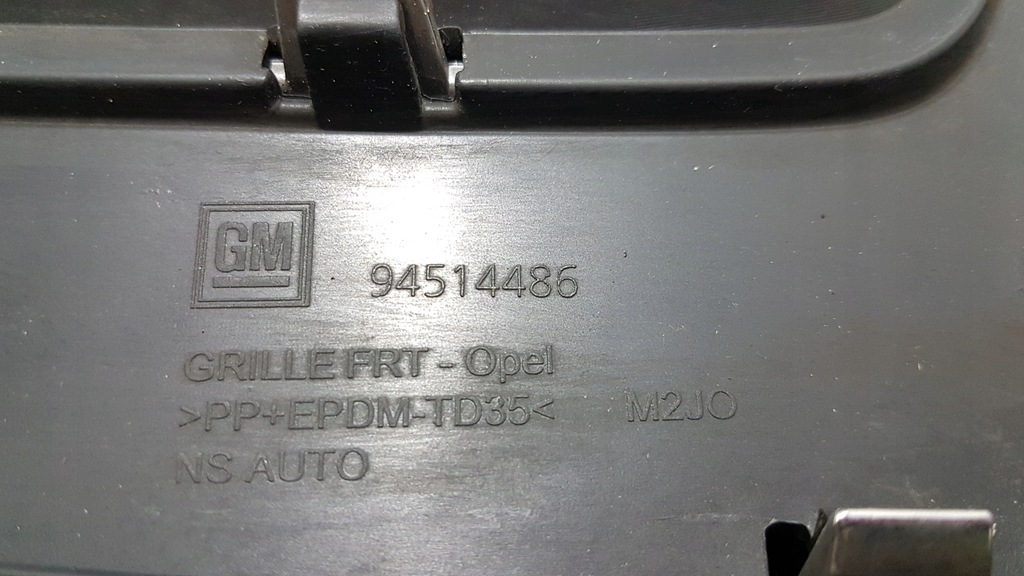 GM 94514486
GRILLE FRT - Opel
>PP+EPDM-TD35< M2JO
NS AUTO